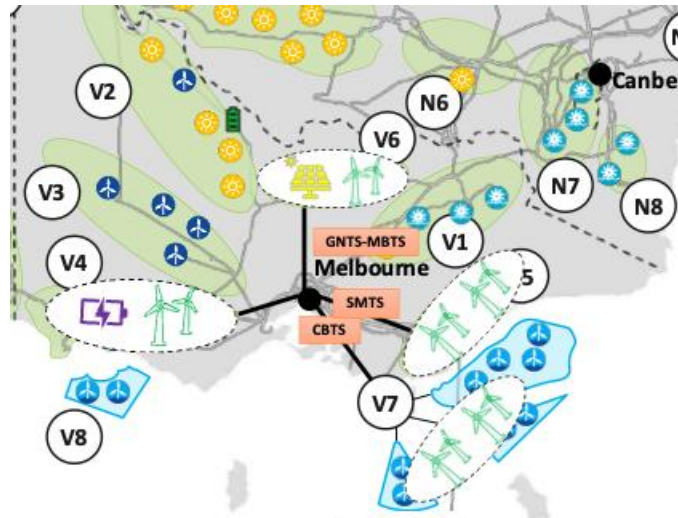 Canbe
V2
N6
V6
V3
N7
N8
V1
GNTS-MBTS
V4
Melbourne
5
SMTS
CBTS
V7
V8